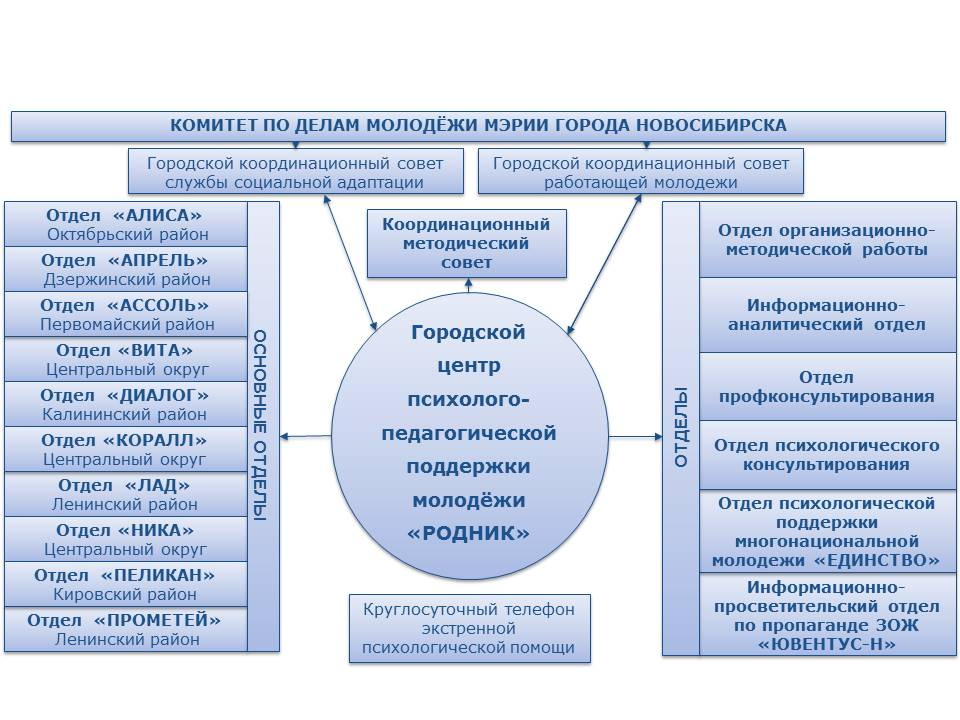 КОМИТЕТ ПО ДЕЛАМ МОЛОДЁЖИ МЭРИИ ГОРОДА НОВОСИБИРСКА
Городской координационный совет
службы социальной адаптации
Городской координационный совет
работающей молодежи
Отдел «АЛИСА»
Октябрьский район
Отдел «АПРЕЛЬ»
Дзержинский район
Отдел «АССОЛЬ»
Первомайский район
Отдел «ВИТА»
Центральный округ
Отдел «ДИАЛОГ»
Калининский район
Отдел «КОРАЛЛ»
Центральный округ
Отдел «ЛАД»
Ленинский район
Отдел «НИКА»
Центральный округ
Отдел «ПЕЛИКАН»
Кировский район
Отдел «ПРОМЕТЕЙ»
Ленинский район
ОСНОВНЫЕ ОТДЕЛЫ
Координационный
методический
совет
Городской
центр
психолого-
педагогической
поддержки
молодёжи
«РОДНИК»
Круглосуточный телефон
экстренной
психологической помощи
ОТДЕЛЫ
Отдел организационно-
методической работы
Информационно-
аналитический отдел
Отдел
профконсультирования
Отдел психологического
консультирования
Отдел психологической
поддержки
многонациональной
молодежи «ЕДИНСТВО»
Информационно-
просветительский отдел
по пропаганде ЗОЖ
«ЮВЕНТУС-Н»